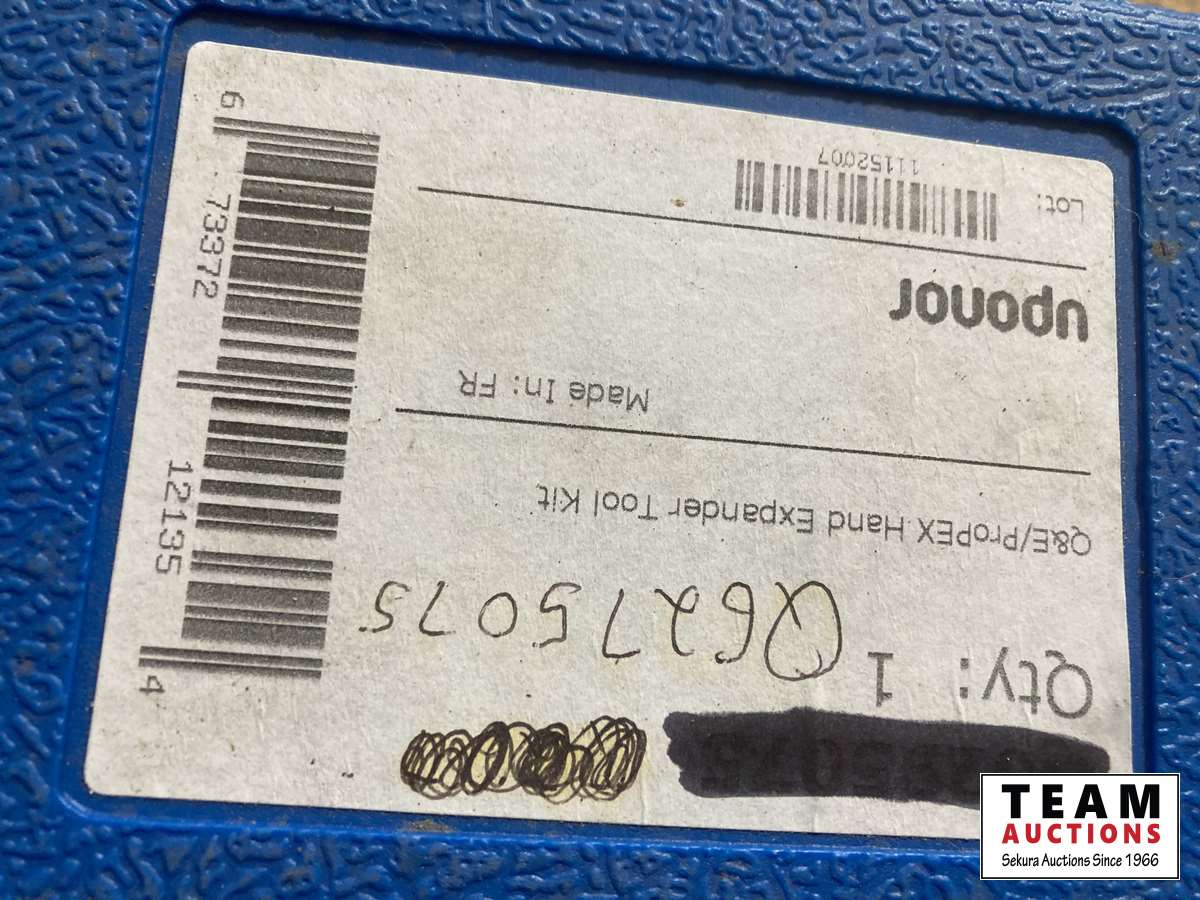 Qty: 1
Q6275075
Q&E/ProPEX Hand Expander Tool Kit
Made In: FR
uponor
Lot:
11152007
6 73372 12135 4
TEAM
AUCTIONS
Sekura Auctions Since 1966